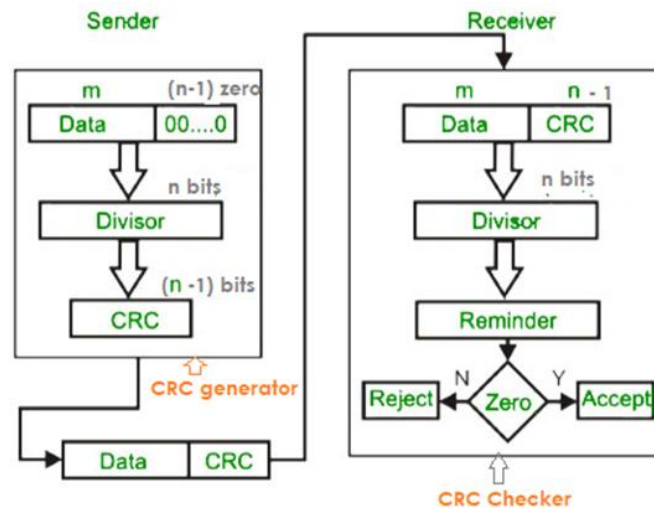 Sender
m (n-1) zero
Data 00....0
n bits
Divisor
(n -1) bits
CRC
CRC generator
Data CRC
Receiver
m n - 1
Data CRC
n bits
Divisor
Reminder
N Y
Reject Zero Accept
CRC Checker